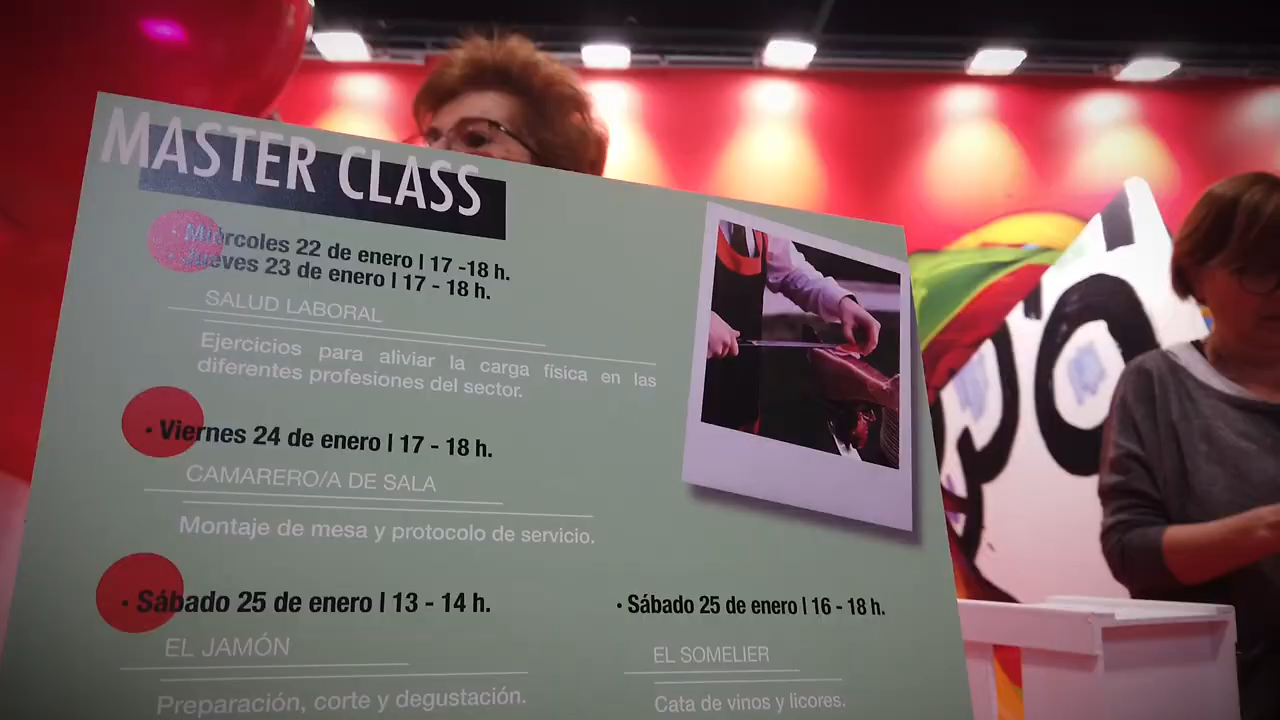 MASTER CLASS
· Miércoles 22 de enero | 17 -18 h.
· Jueves 23 de enero | 17 - 18 h.
SALUD LABORAL
Ejercicios para aliviar la carga física en las
diferentes profesiones del sector.
· Viernes 24 de enero | 17 - 18 h.
CAMARERO/A DE SALA
Montaje de mesa y protocolo de servicio.
· Sábado 25 de enero | 13 - 14 h.
EL JAMÓN
Preparación, corte y degustación.
· Sábado 25 de enero | 16 - 18 h.
EL SOMELIER
Cata de vinos y licores.